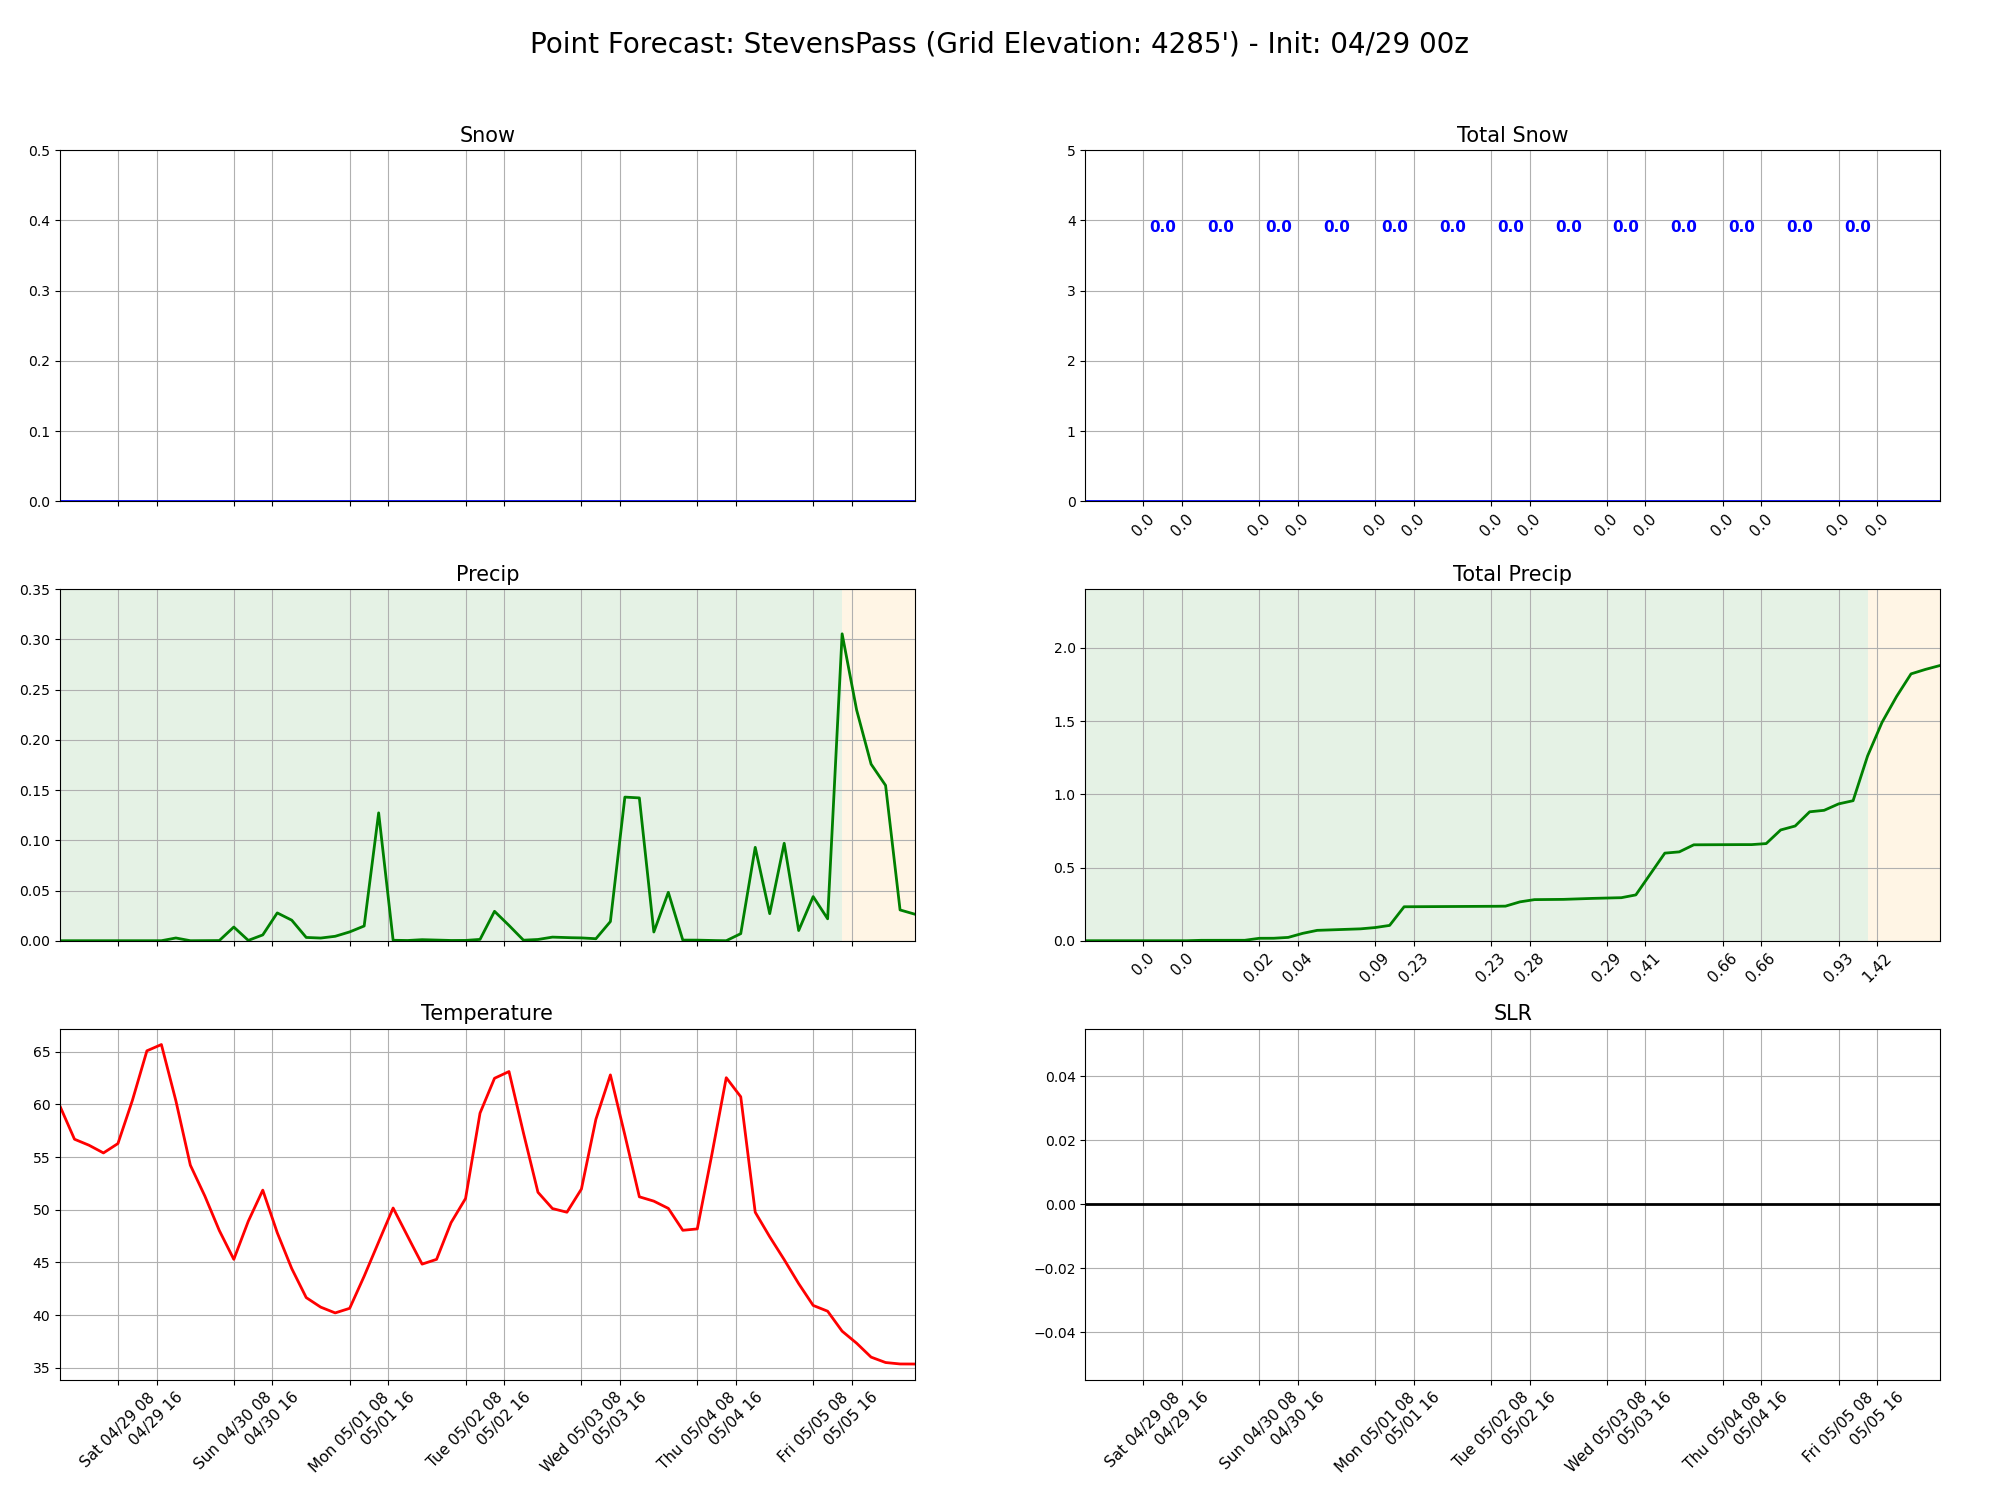 Point Forecast: StevensPass (Grid Elevation: 4285') - Init: 04/29 00z
Snow
0.5
0.4
0.3
0.2
0.1
0.0
Total Snow
5
4
3
2
1
0
0.0 0.0 0.0 0.0 0.0 0.0 0.0 0.0 0.0 0.0 0.0 0.0 0.0
0.0 0.0 0.0 0.0 0.0 0.0 0.0 0.0 0.0 0.0 0.0 0.0 0.0 0.0
Precip
0.35
0.30
0.25
0.20
0.15
0.10
0.05
0.00
Total Precip
2.0
1.5
1.0
0.5
0.0
0.0 0.0 0.02 0.04 0.09 0.23 0.23 0.28 0.29 0.41 0.66 0.66 0.93 1.42
Temperature
65
60
55
50
45
40
35
Sat 04/29 08
04/29 16
Sun 04/30 08
04/30 16
Mon 05/01 08
05/01 16
Tue 05/02 08
05/02 16
Wed 05/03 08
05/03 16
Thu 05/04 08
05/04 16
Fri 05/05 08
05/05 16
SLR
0.04
0.02
0.00
−0.02
−0.04
Sat 04/29 08
04/29 16
Sun 04/30 08
04/30 16
Mon 05/01 08
05/01 16
Tue 05/02 08
05/02 16
Wed 05/03 08
05/03 16
Thu 05/04 08
05/04 16
Fri 05/05 08
05/05 16